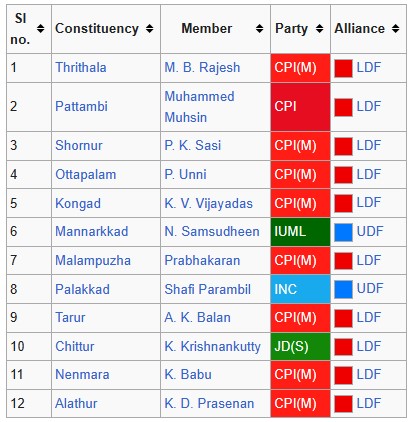 Sl no. Constituency Member Party Alliance
1 Thrithala M. B. Rajesh CPI(M) LDF
2 Pattambi Muhammed Muhsin CPI LDF
3 Shornur P. K. Sasi CPI(M) LDF
4 Ottapalam P. Unni CPI(M) LDF
5 Kongad K. V. Vijayadas CPI(M) LDF
6 Mannarkkad N. Samsudheen IUML UDF
7 Malampuzha Prabhakaran CPI(M) LDF
8 Palakkad Shafi Parambil INC UDF
9 Tarur A. K. Balan CPI(M) LDF
10 Chittur K. Krishnankutty JD(S) LDF
11 Nenmara K. Babu CPI(M) LDF
12 Alathur K. D. Prasenan CPI(M) LDF